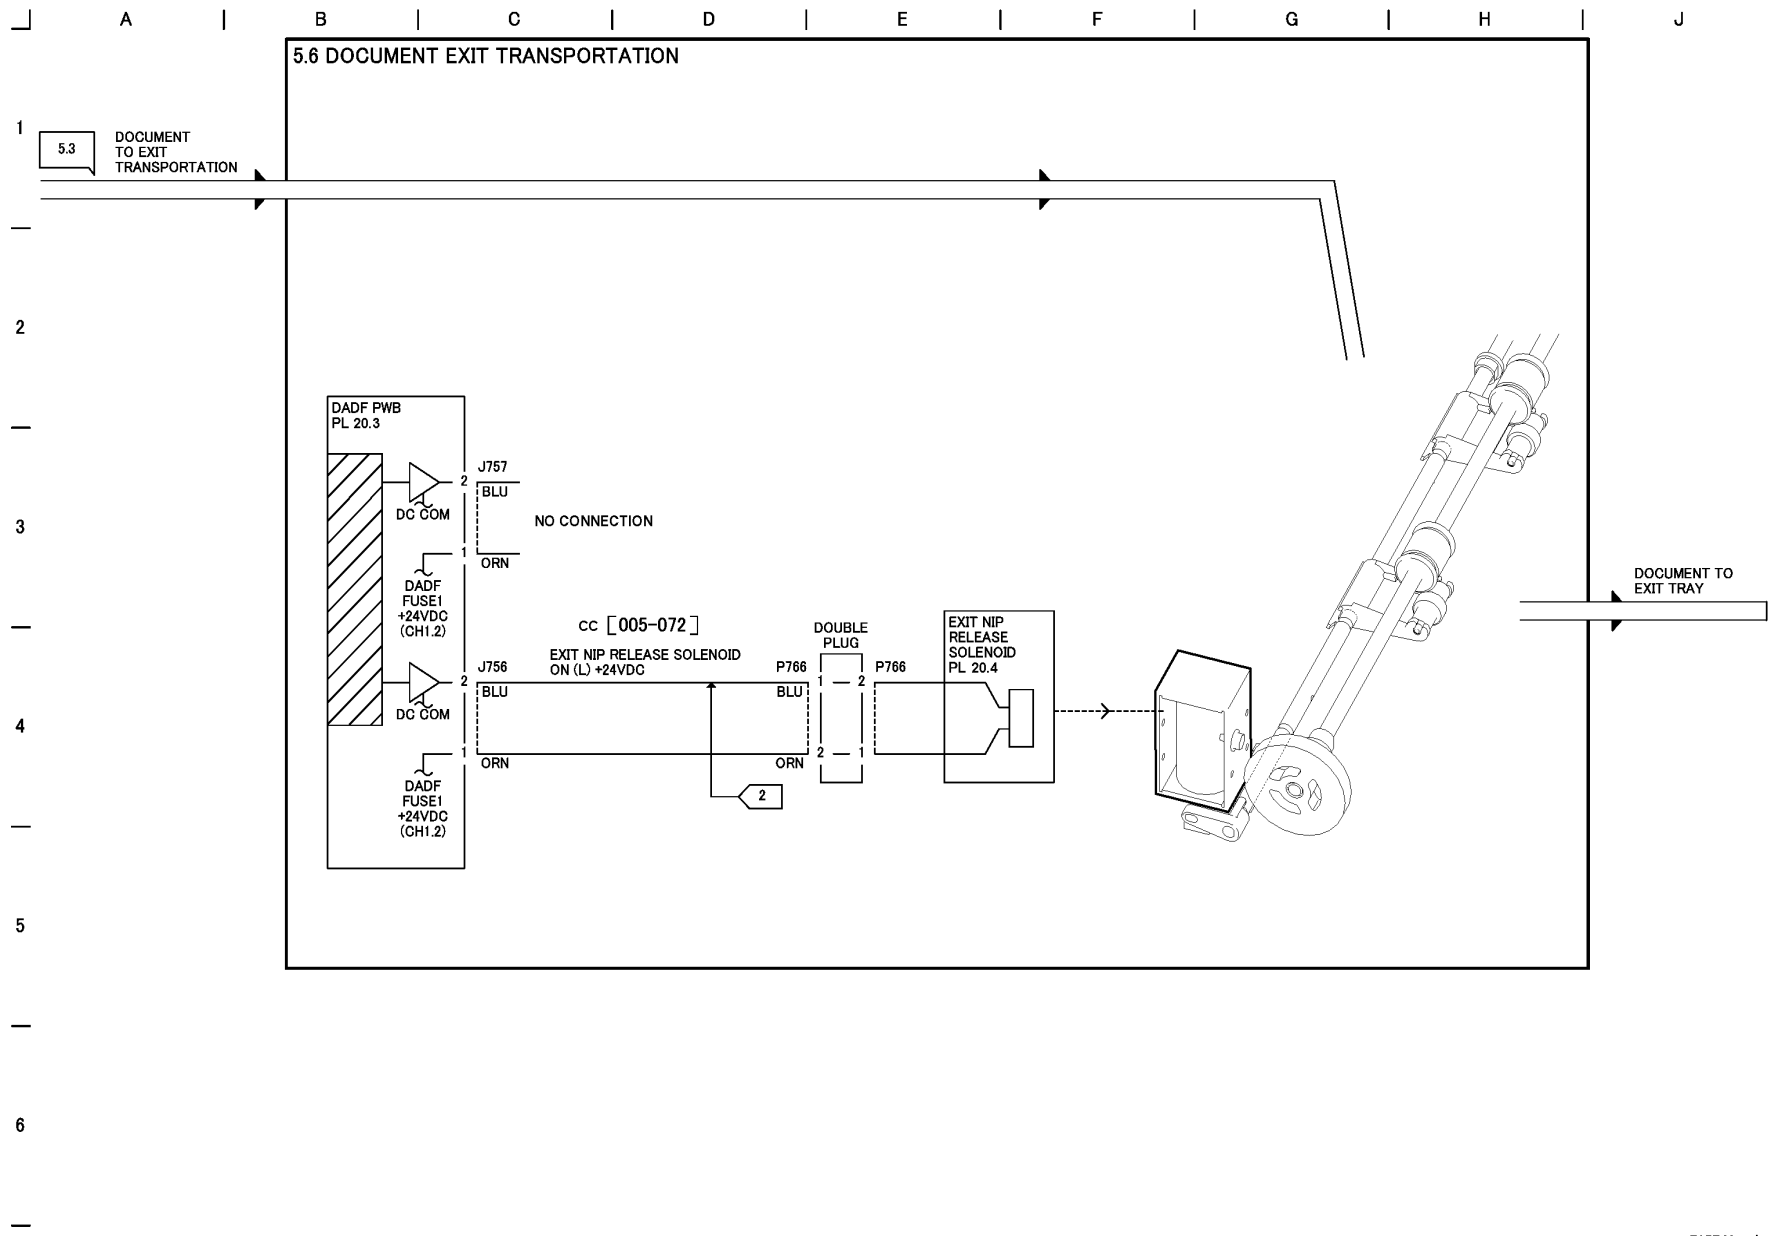 A B C D E F G H J
5.6 DOCUMENT EXIT TRANSPORTATION
1
5.3
DOCUMENT
TO EXIT
TRANSPORTATION
2
DADF PWB
PL 20.3
J757
2
BLU
DC COM
3
NO CONNECTION
1
ORN
DADF
FUSE1
+24VDC
(CH1.2)
DOCUMENT TO
EXIT TRAY
CC [005-072]
EXIT NIP RELEASE SOLENOID
ON (L) +24VDC
DOUBLE
PLUG
EXIT NIP
RELEASE
SOLENOID
PL 20.4
J756
P766
P766
2
BLU
BLU
1
2
DC COM
4
1
ORN
ORN
2
1
DADF
FUSE1
+24VDC
(CH1.2)
2
5
6